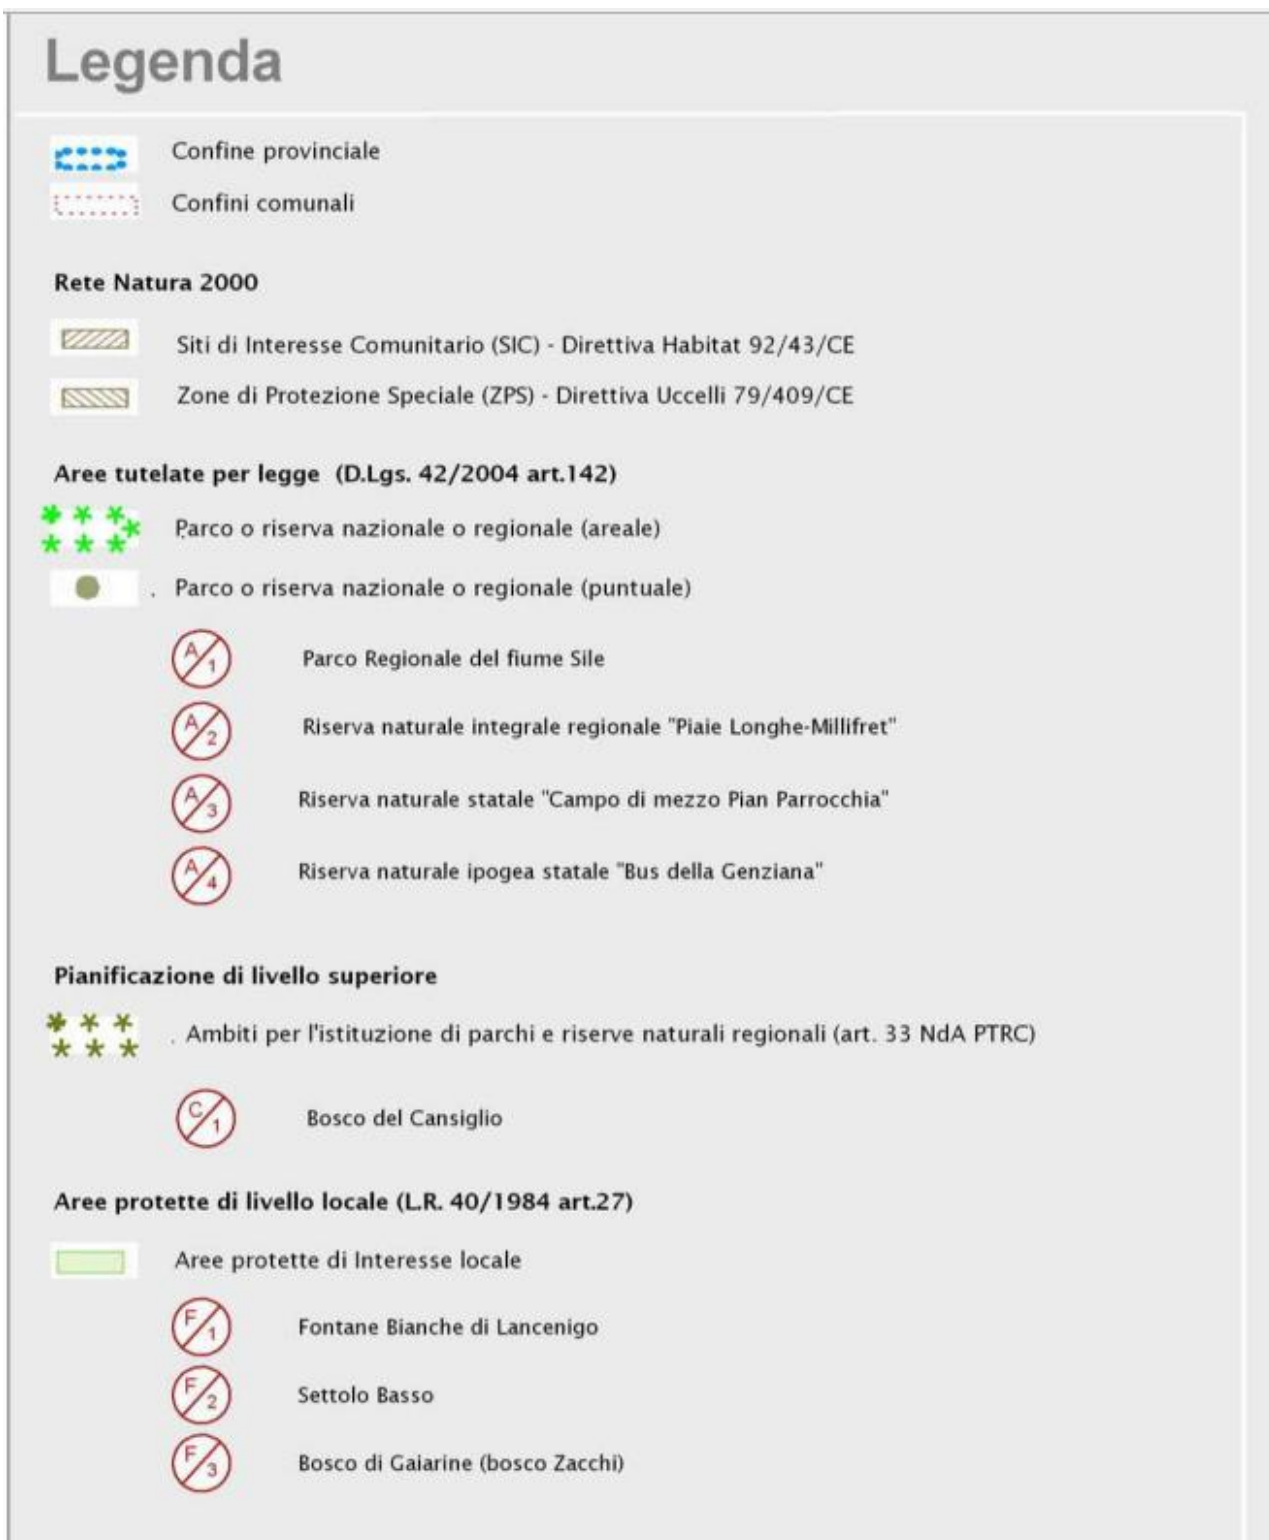 Legenda
Confine provinciale
Confini comunali
Rete Natura 2000
Siti di Interesse Comunitario (SIC) - Direttiva Habitat 92/43/CE
Zone di Protezione Speciale (ZPS) - Direttiva Uccelli 79/409/CE
Aree tutelate per legge (D.Lgs. 42/2004 art.142)
Parco o riserva nazionale o regionale (areale)
. Parco o riserva nazionale o regionale (puntuale)
A/1 Parco Regionale del fiume Sile
A/2 Riserva naturale integrale regionale "Piaie Longhe-Millifret"
A/3 Riserva naturale statale "Campo di mezzo Pian Parrocchia"
A/4 Riserva naturale ipogea statale "Bus della Genziana"
Pianificazione di livello superiore
. Ambiti per l'istituzione di parchi e riserve naturali regionali (art. 33 NdA PTRC)
C/1 Bosco del Cansiglio
Aree protette di livello locale (L.R. 40/1984 art.27)
Aree protette di Interesse locale
F/1 Fontane Bianche di Lancenigo
F/2 Settolo Basso
F/3 Bosco di Gaiarine (bosco Zacchi)